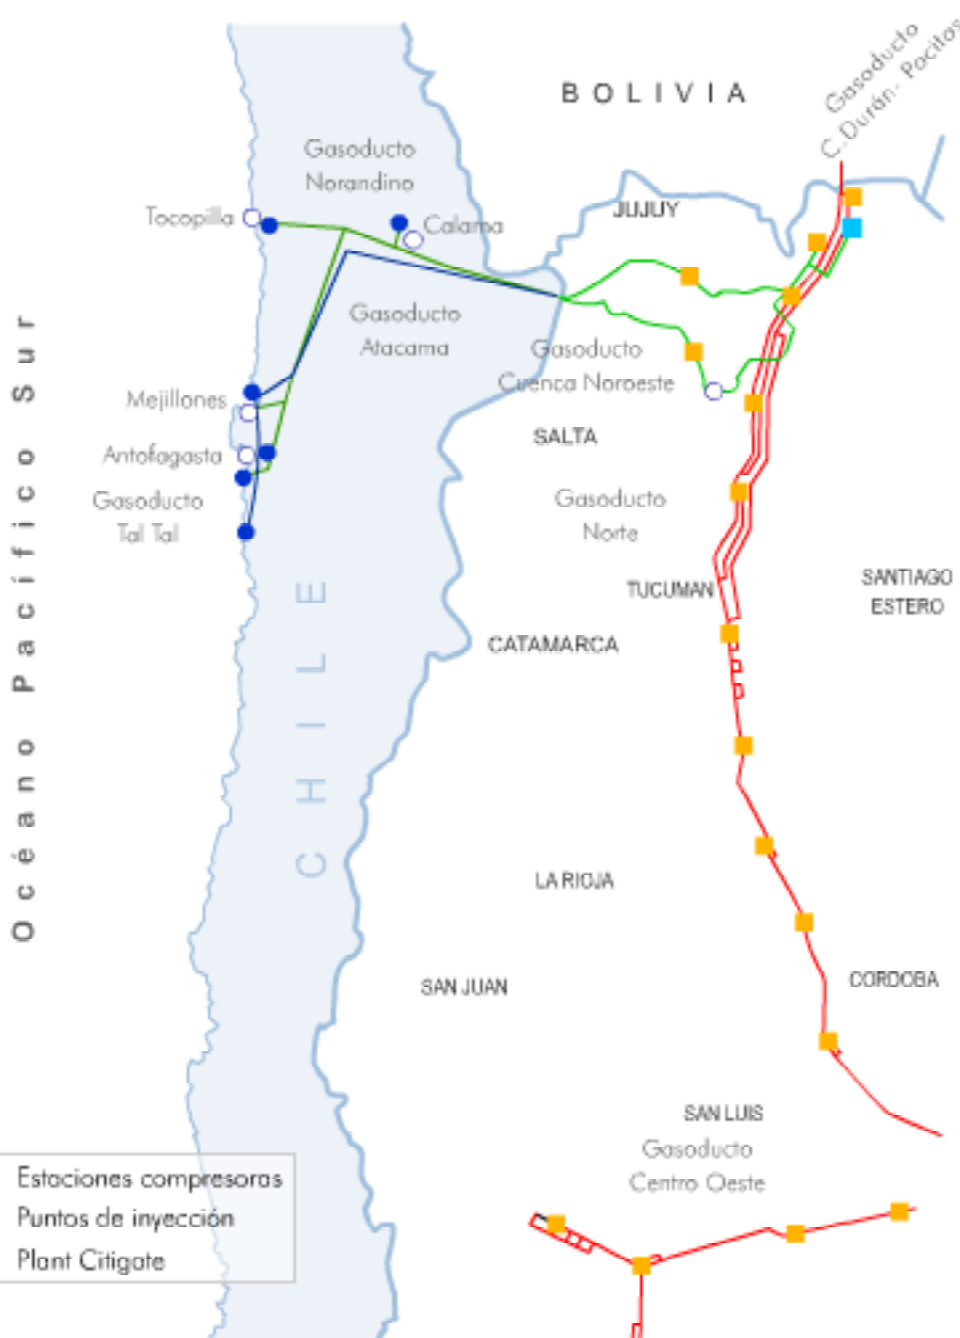 Gasoducto
C.Durán- Pocitos
BOLIVIA
Gasoducto
Norandino
JUJUY
Tocopilla
Calama
Gasoducto
Atacama
Gasoducto
Cuenca Noroeste
Mejillones
SALTA
Antofagasta
Gasoducto
Tal Tal
Gasoducto
Norte
TUCUMAN
SANTIAGO
ESTERO
CATAMARCA
CHILE
Océano Pacífico Sur
LA RIOJA
SAN JUAN
CORDOBA
SAN LUIS
Gasoducto
Centro Oeste
Estaciones compresoras
Puntos de inyección
Plant Citigate